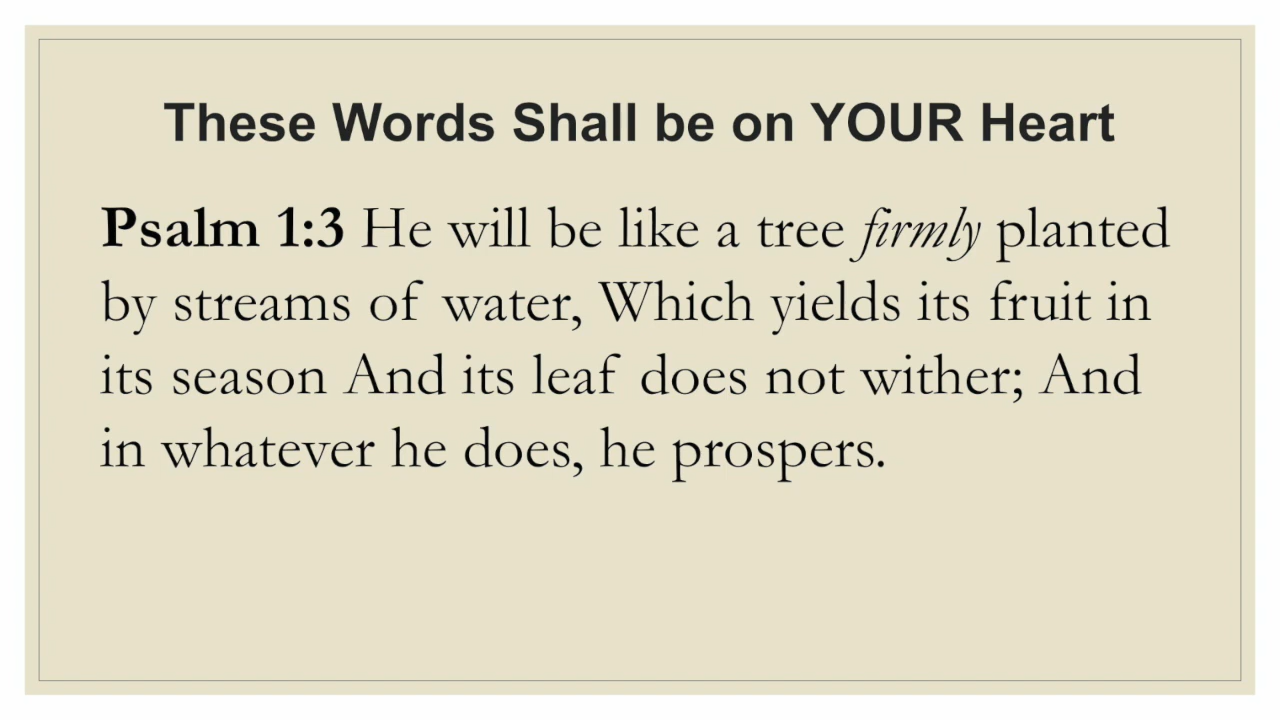 These Words Shall be on YOUR Heart
Psalm 1:3 He will be like a tree firmly planted
by streams of water, Which yields its fruit in
its season And its leaf does not wither; And
in whatever he does, he prospers.